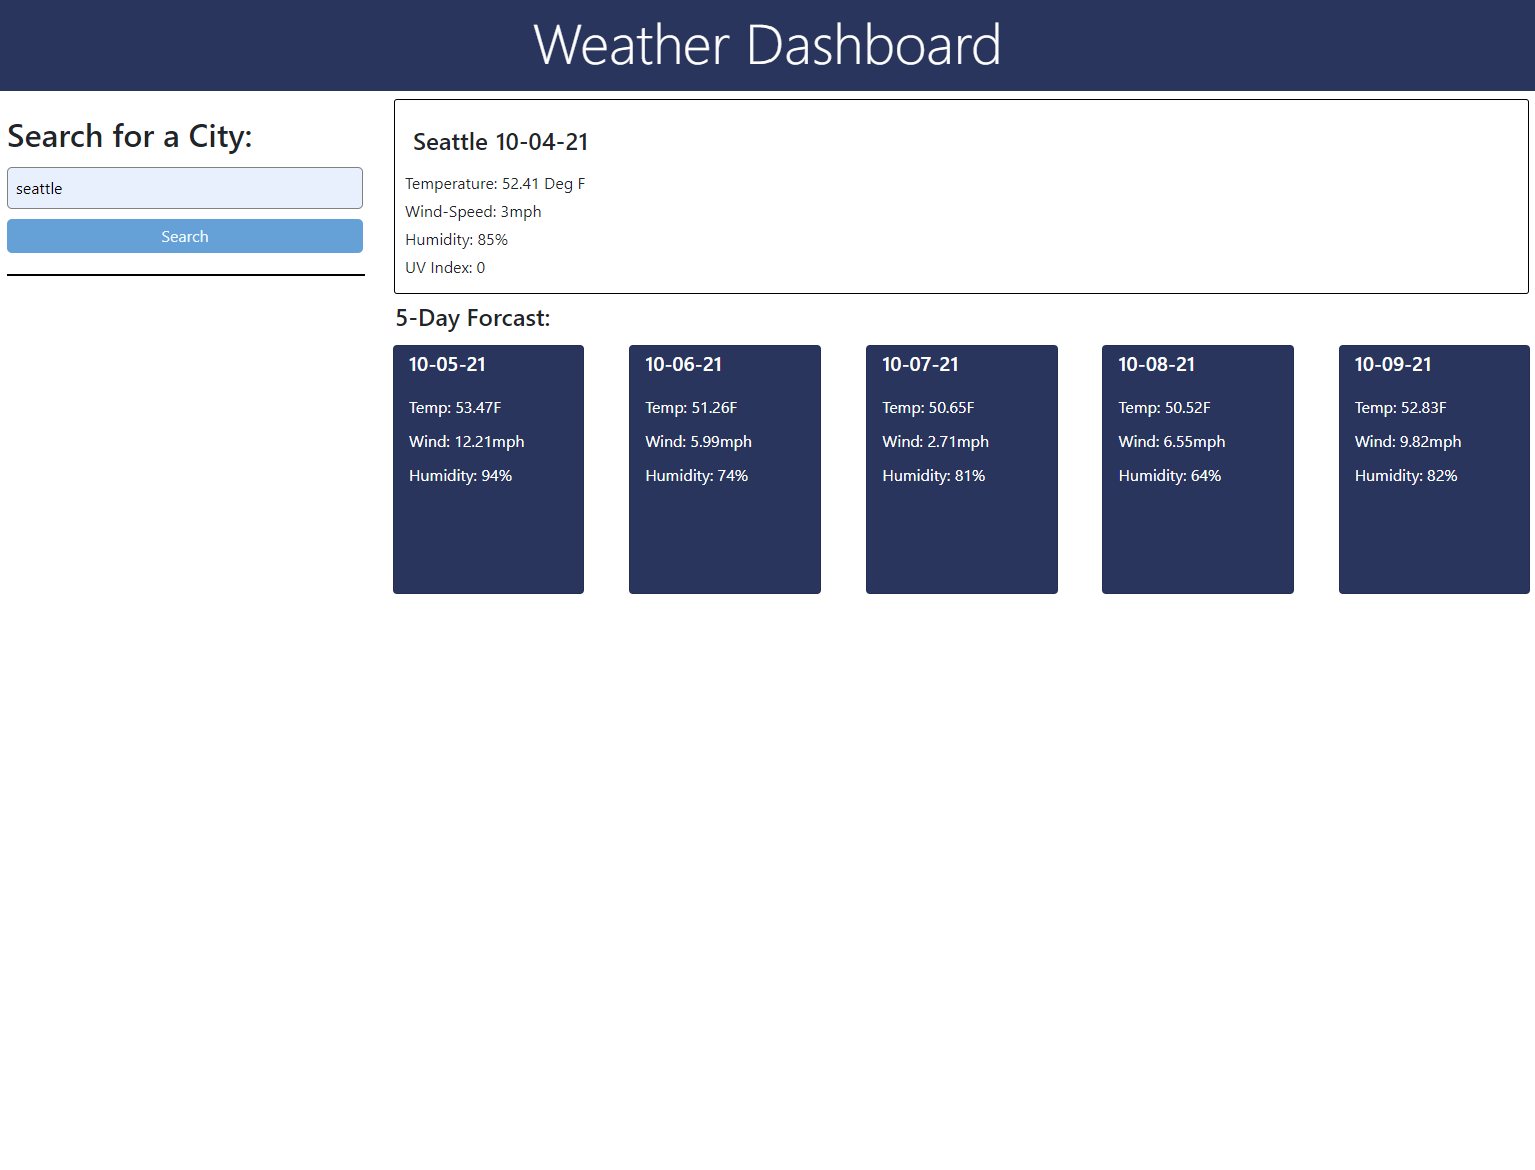 Weather Dashboard
Search for a City:
seattle
Search
Seattle 10-04-21
Temperature: 52.41 Deg F
Wind-Speed: 3mph
Humidity: 85%
UV Index: 0
5-Day Forcast:
10-05-21
Temp: 53.47F
Wind: 12.21mph
Humidity: 94%
10-06-21
Temp: 51.26F
Wind: 5.99mph
Humidity: 74%
10-07-21
Temp: 50.65F
Wind: 2.71mph
Humidity: 81%
10-08-21
Temp: 50.52F
Wind: 6.55mph
Humidity: 64%
10-09-21
Temp: 52.83F
Wind: 9.82mph
Humidity: 82%